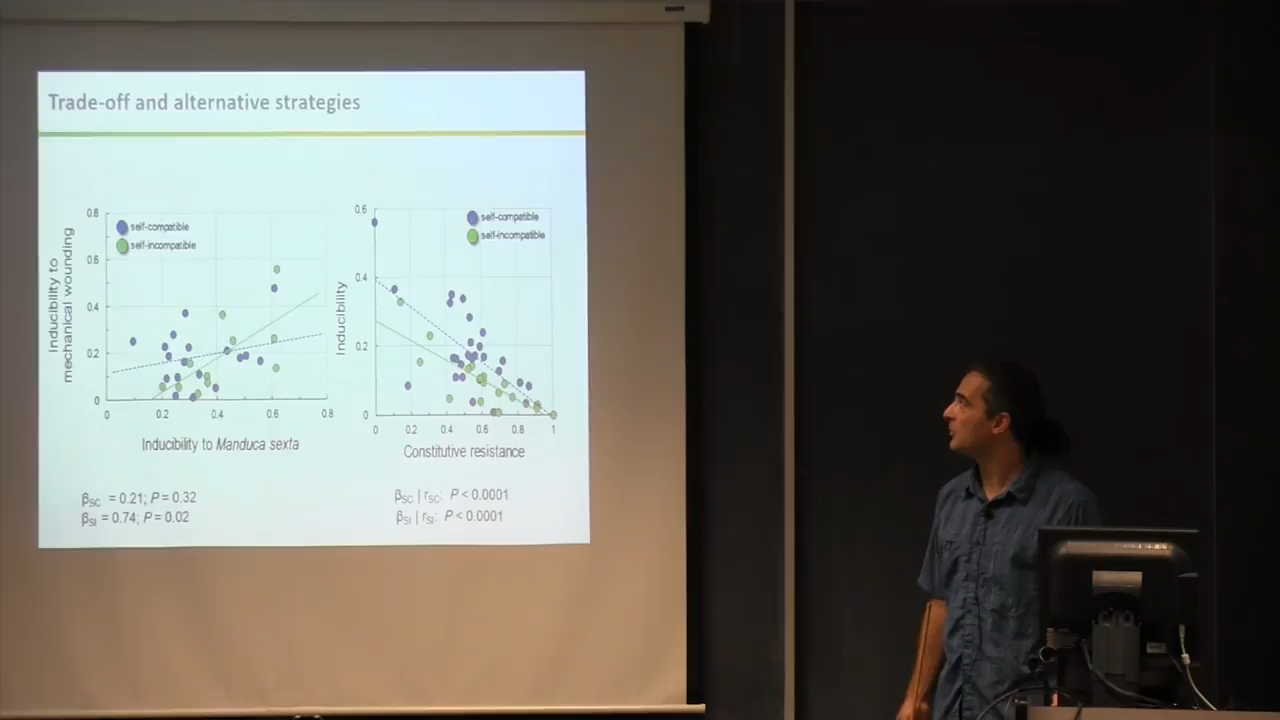 Trade-off and alternative strategies
Inducibility to
mechanical wounding
0.8
0.6
0.4
0.2
0
self-compatible
self-incompatible
0
0.2
0.4
0.6
0.8
Inducibility to Manduca sexta
βSC = 0.21; P = 0.32
βSI = 0.74; P = 0.02
Inducibility
0.6
0.4
0.2
0
self-compatible
self-incompatible
0
0.2
0.4
0.6
0.8
1
Constitutive resistance
βSC | rSC: P < 0.0001
βSI | rSI: P < 0.0001